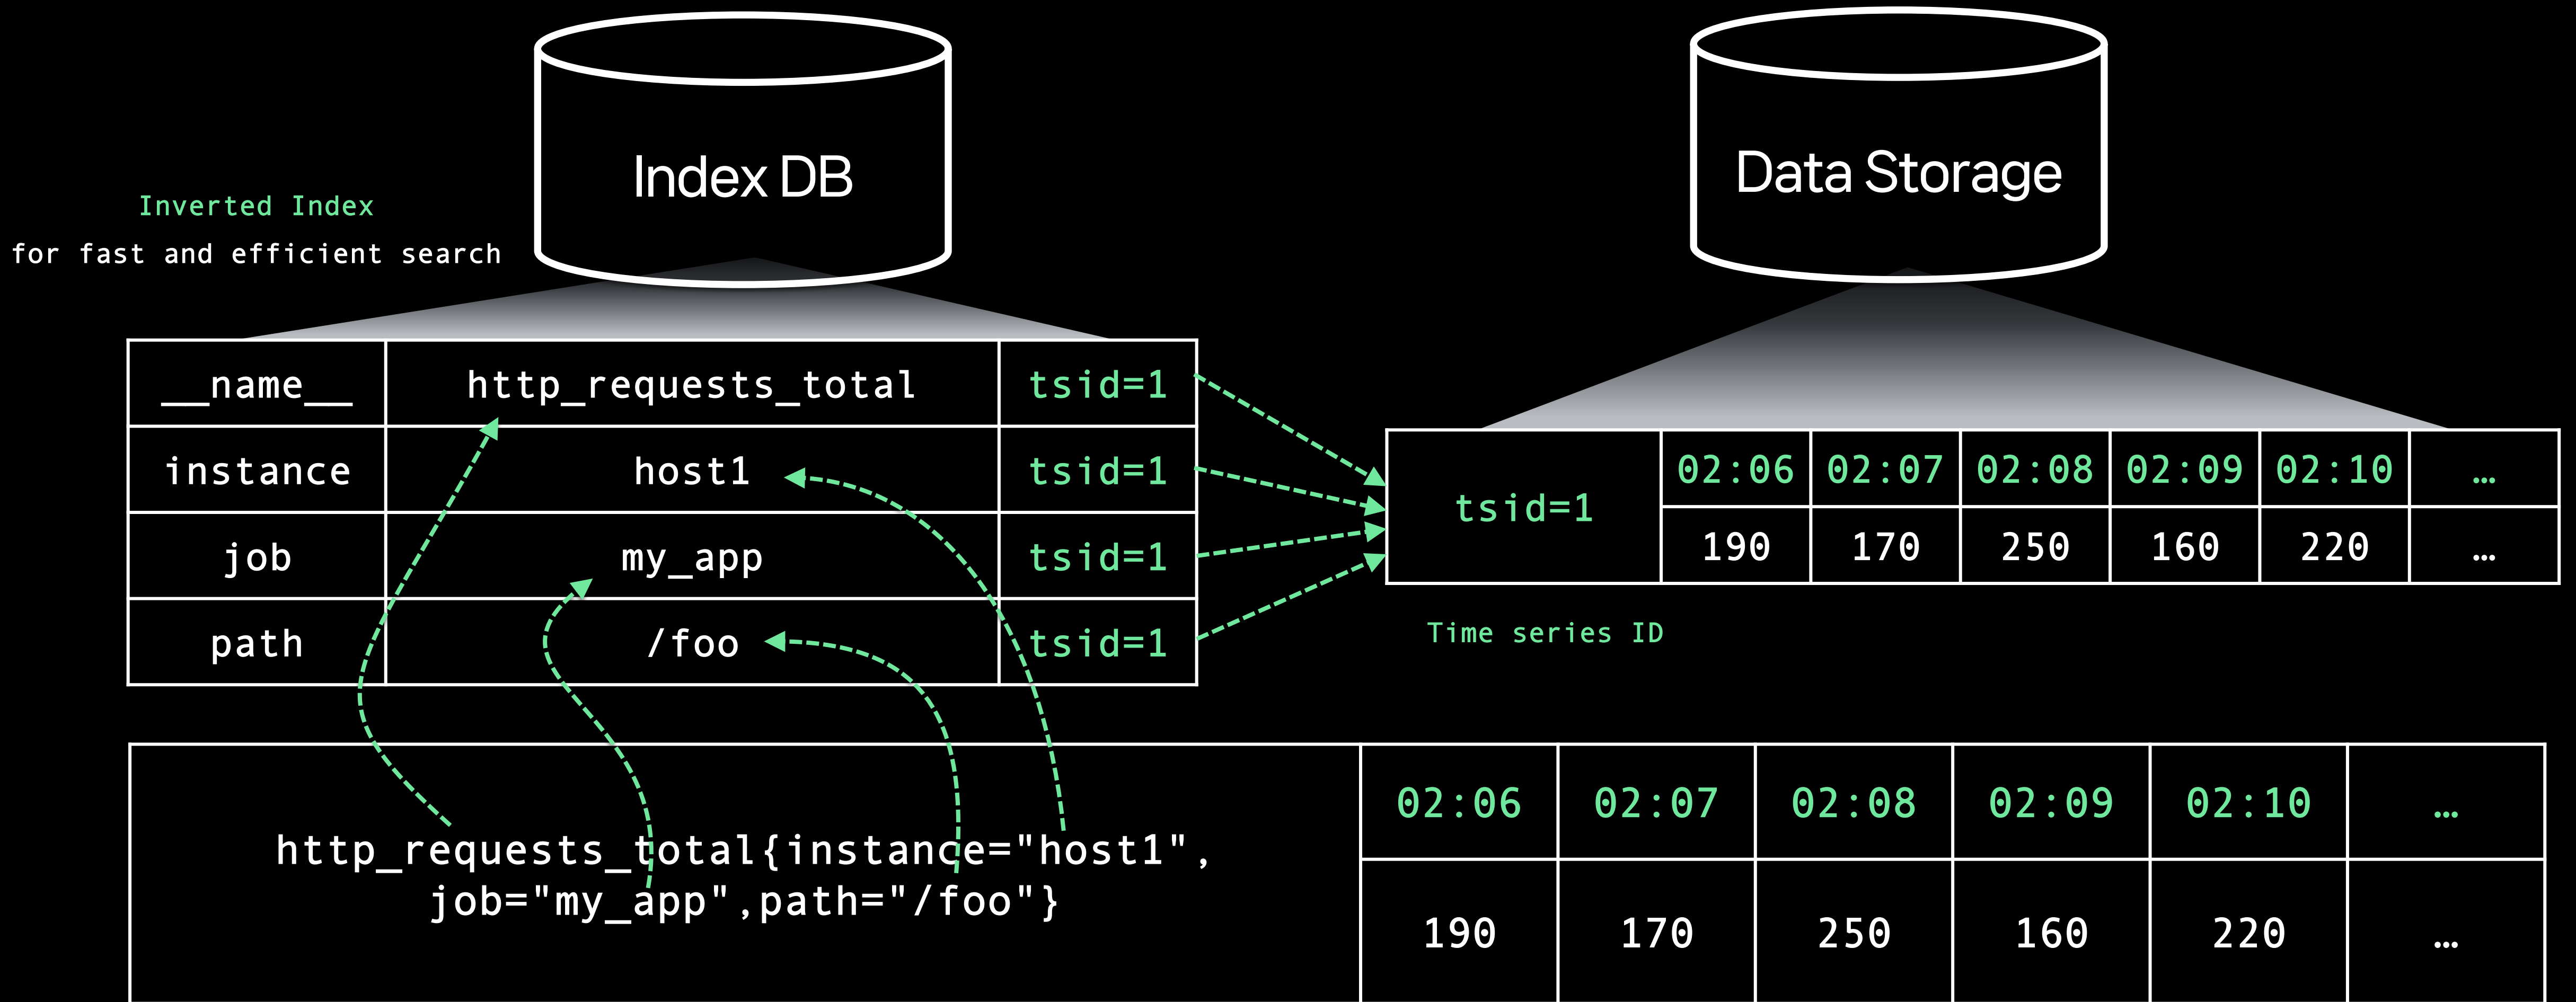 Index DB
Data Storage
Inverted Index
for fast and efficient search
__name__ http_requests_total tsid=1
instance host1 tsid=1
job my_app tsid=1
path /foo tsid=1
tsid=1
02:06 02:07 02:08 02:09 02:10 …
190 170 250 160 220 …
Time series ID
http_requests_total{instance="host1",
job="my_app",path="/foo"}
02:06 02:07 02:08 02:09 02:10 …
190 170 250 160 220 …